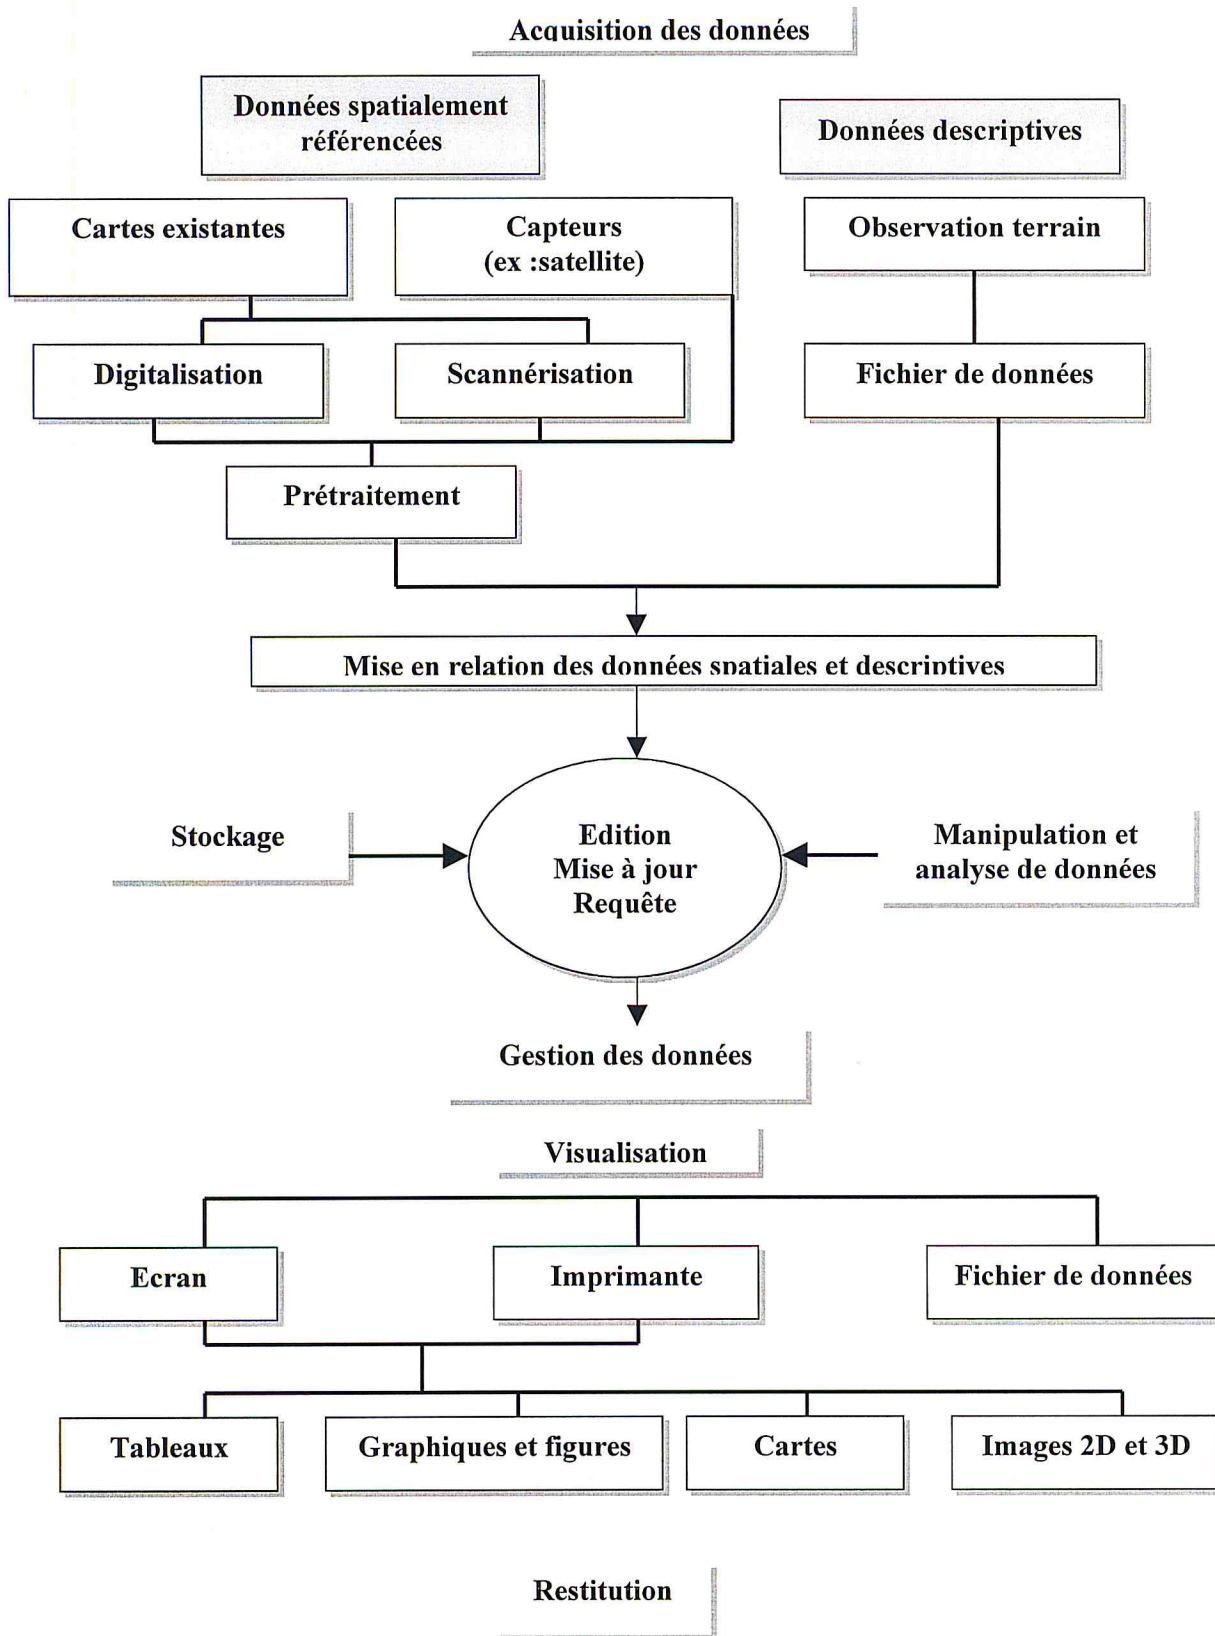 Acquisition des données
Données spatialement
référencées
Données descriptives
Cartes existantes
Capteurs
(ex :satellite)
Observation terrain
Digitalisation
Scannérisation
Fichier de données
Prétraitement
Mise en relation des données spatiales et descriptives
Stockage
Edition
Mise à jour
Requête
Manipulation et
analyse de données
Gestion des données
Visualisation
Ecran
Imprimante
Fichier de données
Tableaux
Graphiques et figures
Cartes
Images 2D et 3D
Restitution